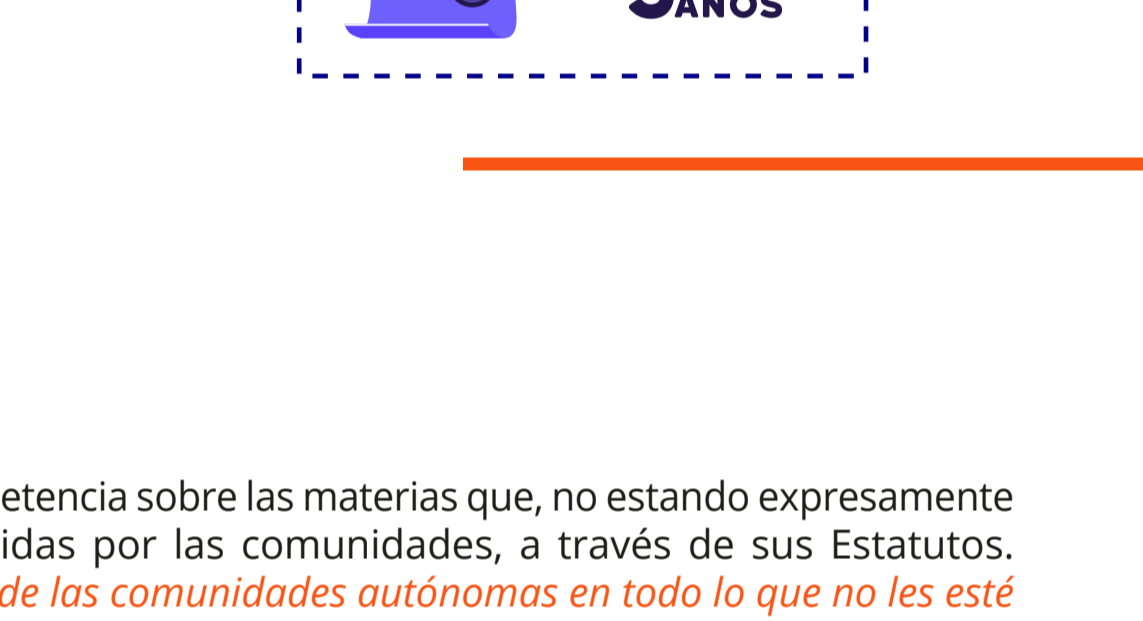 AÑOS
etencia sobre las materias que, no estando expresamente
idas por las comunidades, a través de sus Estatutos.
de las comunidades autónomas en todo lo que no les esté